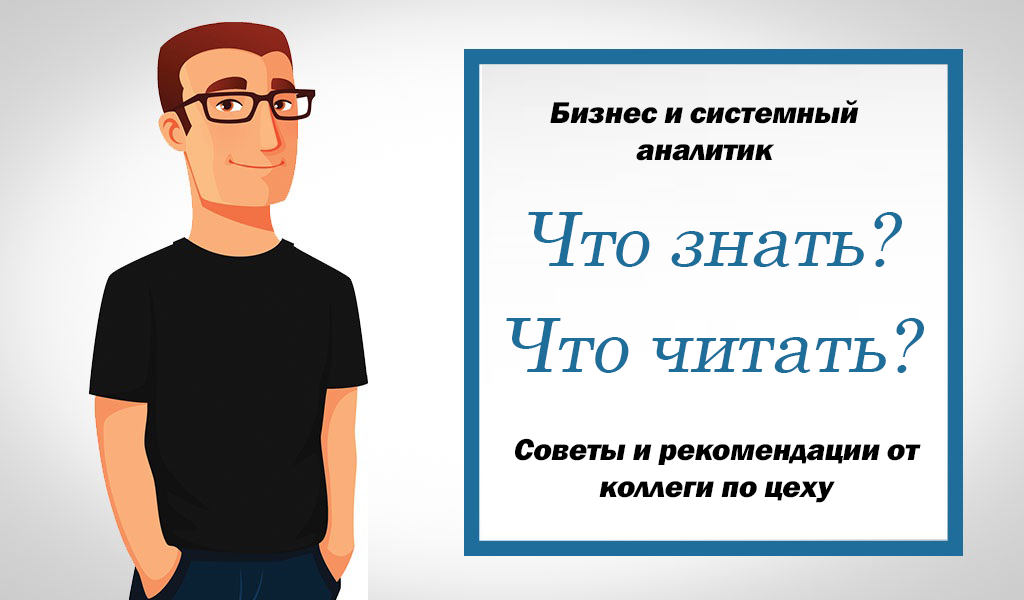 Бизнес и системный
аналитик
Что знать?
Что читать?
Советы и рекомендации от
коллеги по цеху